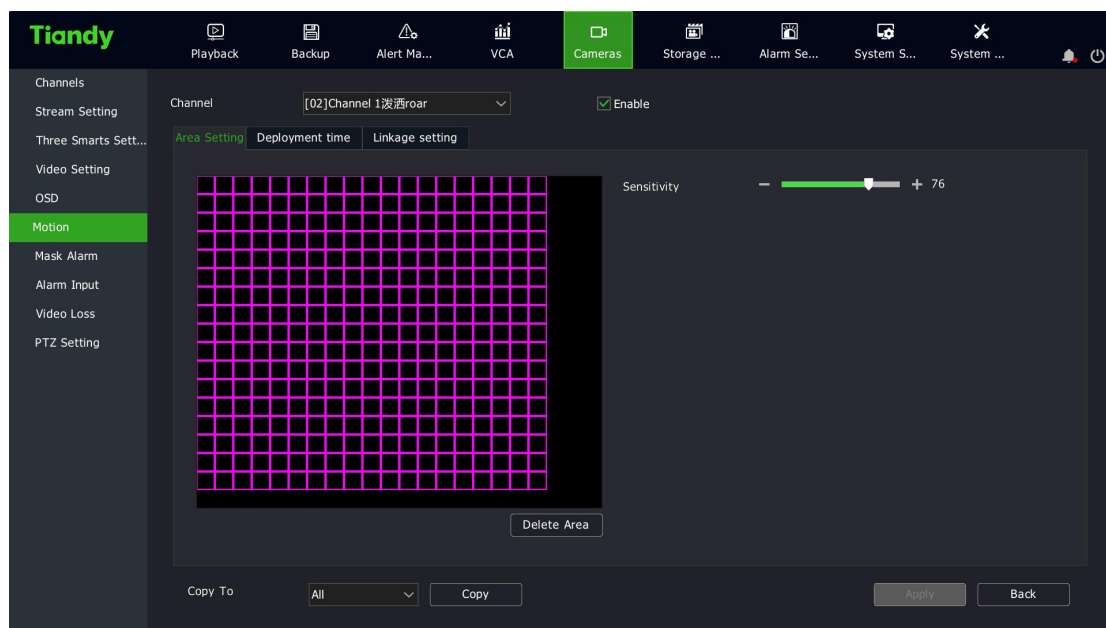 Tiandy
Playback Backup Alert Ma... VCA Cameras Storage ... Alarm Se... System S... System ...
Channels
Stream Setting
Three Smarts Sett...
Video Setting
OSD
Motion
Mask Alarm
Alarm Input
Video Loss
PTZ Setting
Channel [02]Channel 1泼洒roar Enable
Area Setting Deployment time Linkage setting
Sensitivity 76
Delete Area
Copy To All Copy Apply Back